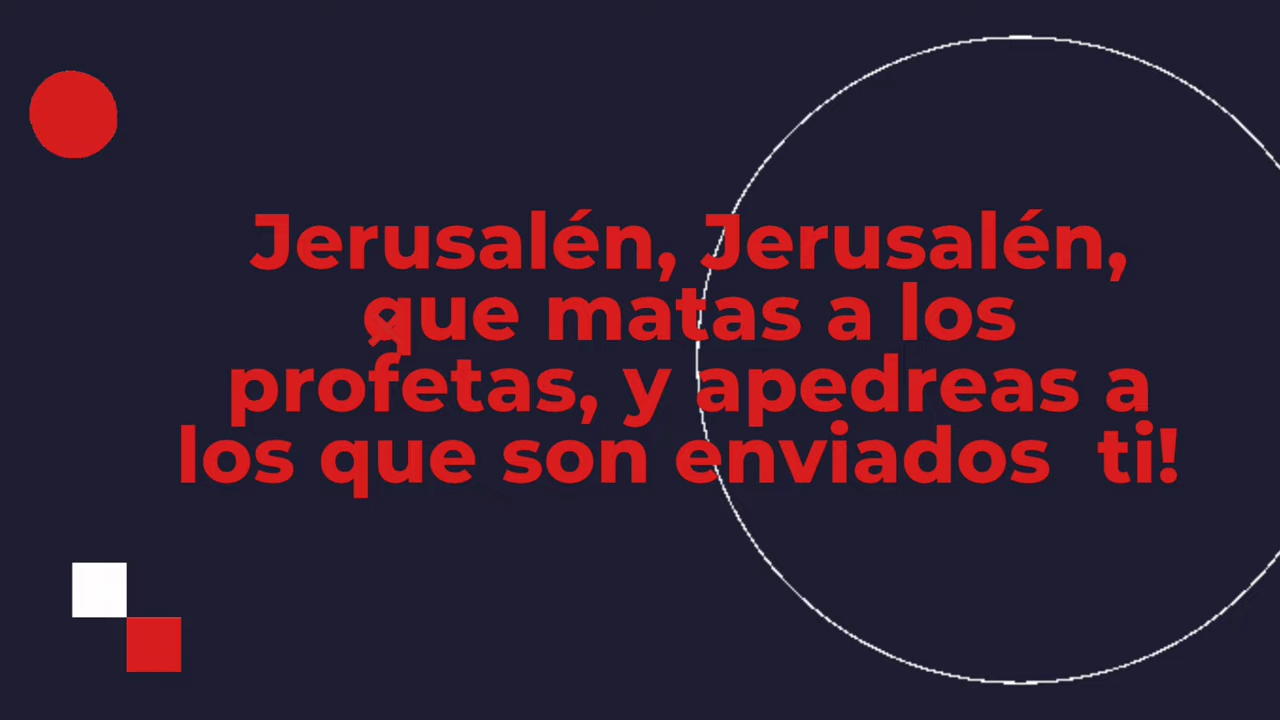 Jerusalén, Jerusalén,
que matas a los
profetas, y apedreas a
los que son enviados  ti!